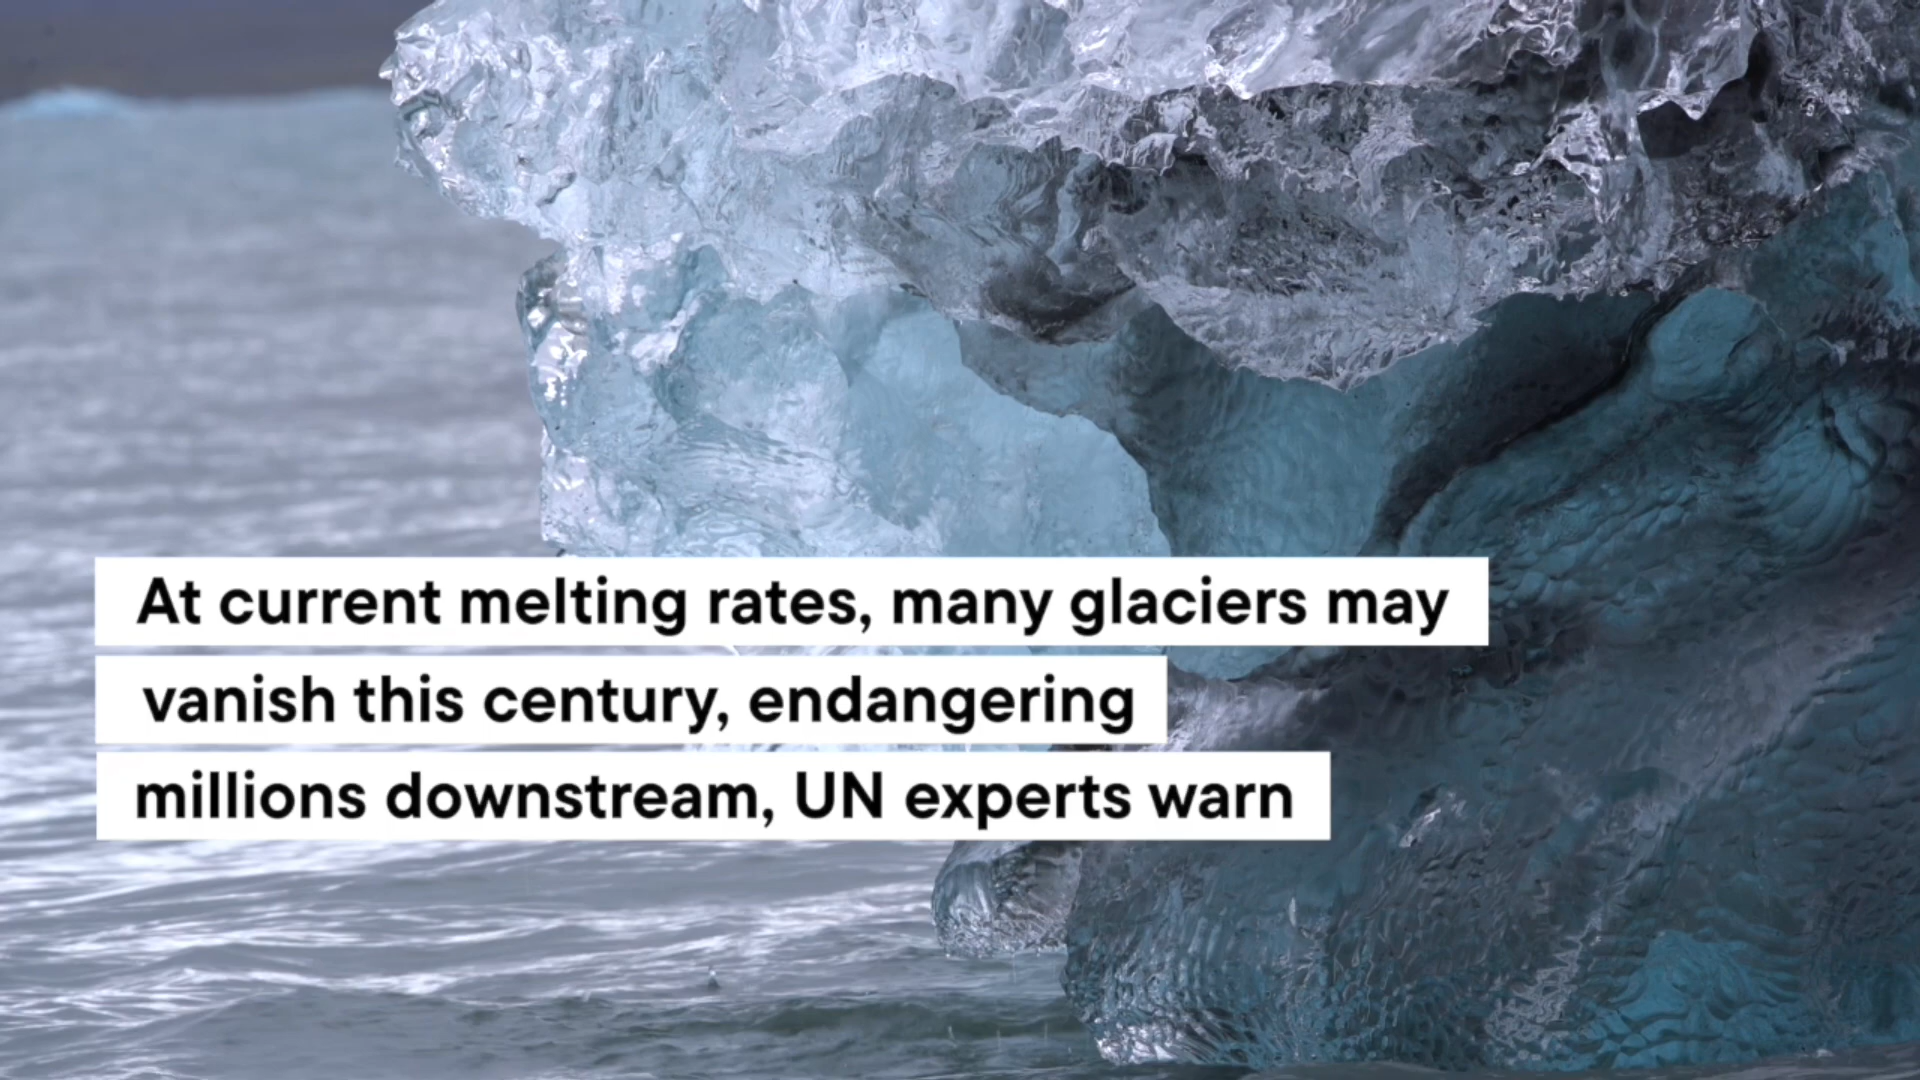 At current melting rates, many glaciers may
vanish this century, endangering
millions downstream, UN experts warn